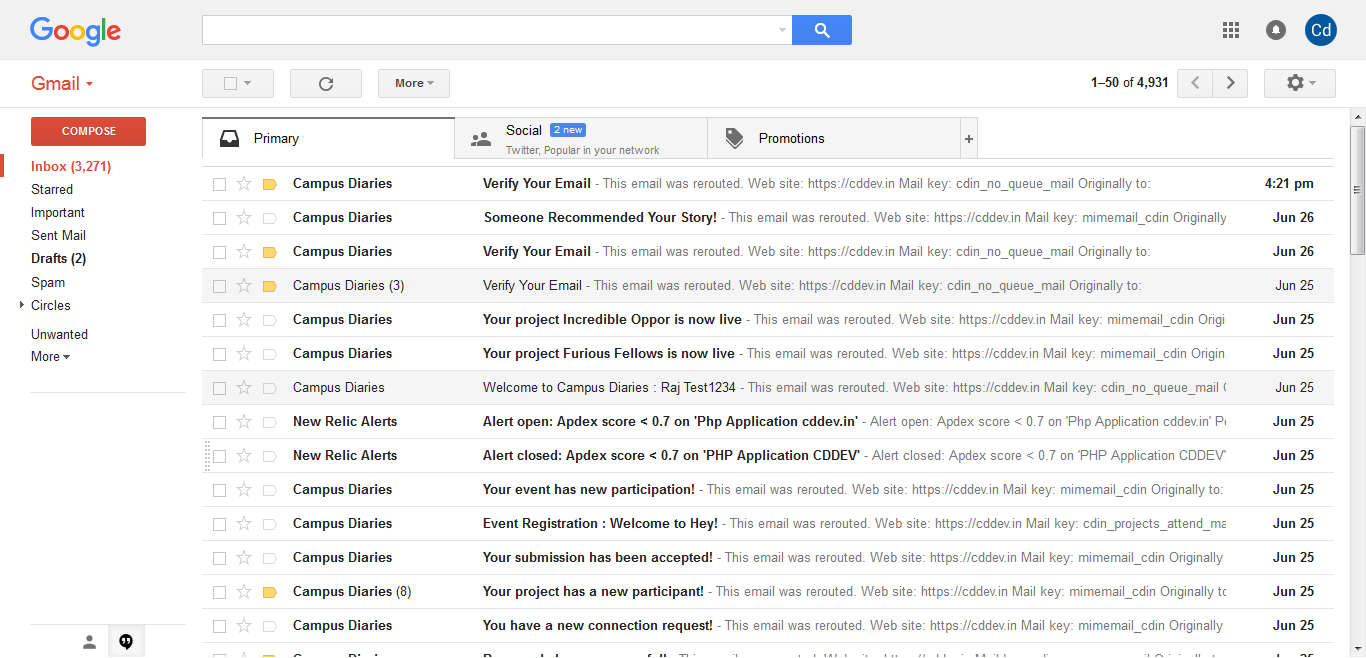 Google
Cd
Gmail
More
1–50 of 4,931
COMPOSE
Inbox (3,271)
Starred
Important
Sent Mail
Drafts (2)
Spam
Circles
Unwanted
More
Primary
Social 2 new
Twitter, Popular in your network
Promotions
+
Campus Diaries Verify Your Email - This email was rerouted. Web site: https://cddev.in Mail key: cdin_no_queue_mail Originally to: 4:21 pm
Campus Diaries Someone Recommended Your Story! - This email was rerouted. Web site: https://cddev.in Mail key: mimemail_cdin Originally Jun 26
Campus Diaries Verify Your Email - This email was rerouted. Web site: https://cddev.in Mail key: cdin_no_queue_mail Originally to: Jun 26
Campus Diaries (3) Verify Your Email - This email was rerouted. Web site: https://cddev.in Mail key: cdin_no_queue_mail Originally to: Jun 25
Campus Diaries Your project Incredible Oppor is now live - This email was rerouted. Web site: https://cddev.in Mail key: mimemail_cdin Origi Jun 25
Campus Diaries Your project Furious Fellows is now live - This email was rerouted. Web site: https://cddev.in Mail key: mimemail_cdin Origin Jun 25
Campus Diaries Welcome to Campus Diaries : Raj Test1234 - This email was rerouted. Web site: https://cddev.in Mail key: cdin_no_queue_mail Jun 25
New Relic Alerts Alert open: Apdex score < 0.7 on 'Php Application cddev.in' - Alert open: Apdex score < 0.7 on 'Php Application cddev.in' Jun 25
New Relic Alerts Alert closed: Apdex score < 0.7 on 'PHP Application CDDEV' - Alert closed: Apdex score < 0.7 on 'PHP Application CDDEV' Jun 25
Campus Diaries Your event has new participation! - This email was rerouted. Web site: https://cddev.in Mail key: mimemail_cdin Originally to: Jun 25
Campus Diaries Event Registration : Welcome to Hey! - This email was rerouted. Web site: https://cddev.in Mail key: cdin_projects_attend_ma Jun 25
Campus Diaries Your submission has been accepted! - This email was rerouted. Web site: https://cddev.in Mail key: mimemail_cdin Originally Jun 25
Campus Diaries (8) Your project has a new participant! - This email was rerouted. Web site: https://cddev.in Mail key: mimemail_cdin Originally to Jun 25
Campus Diaries You have a new connection request! - This email was rerouted. Web site: https://cddev.in Mail key: mimemail_cdin Originally Jun 25